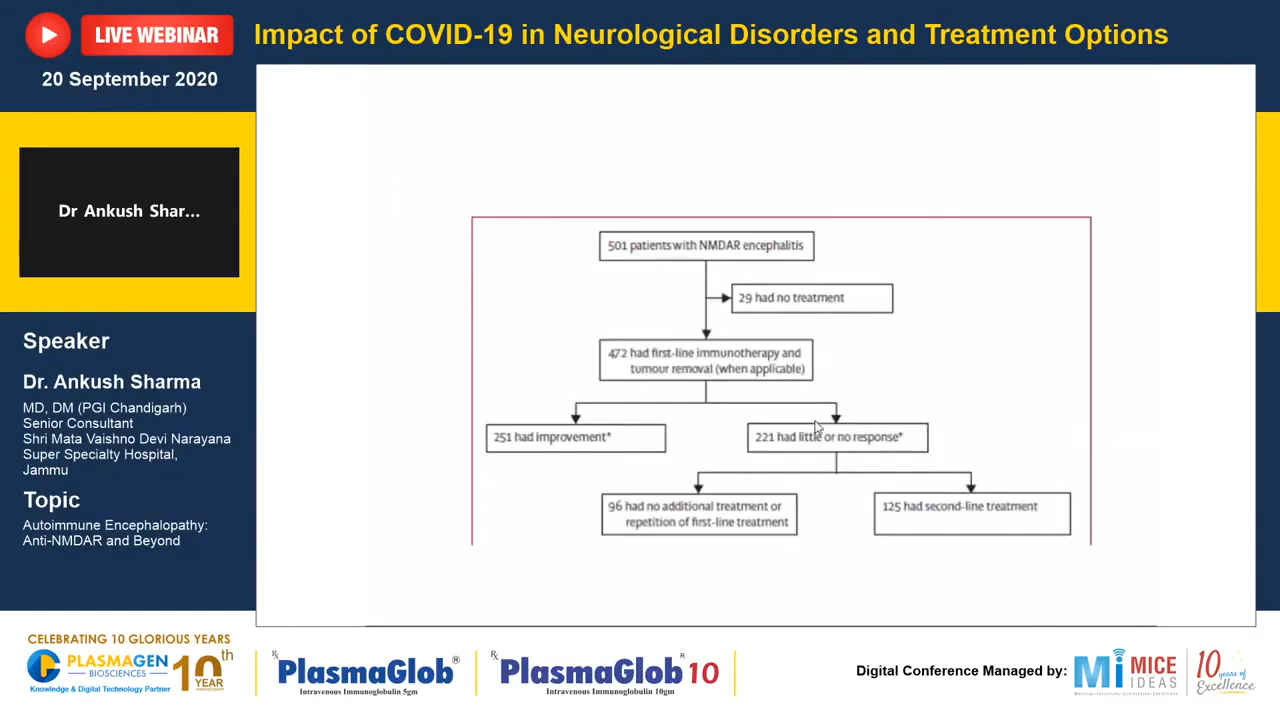 LIVE WEBINAR
20 September 2020
Impact of COVID-19 in Neurological Disorders and Treatment Options
Dr Ankush Shar...
Speaker
Dr. Ankush Sharma
MD, DM (PGI Chandigarh)
Senior Consultant
Shri Mata Vaishno Devi Narayana
Super Specialty Hospital,
Jammu
Topic
Autoimmune Encephalopathy:
Anti-NMDAR and Beyond
501 patients with NMDAR encephalitis
29 had no treatment
472 had first-line immunotherapy and
tumour removal (when applicable)
251 had improvement*
221 had little or no response*
96 had no additional treatment or
repetition of first-line treatment
125 had second-line treatment
CELEBRATING 10 GLORIOUS YEARS
PLASMAGEN
BIOSCIENCES
Knowledge & Digital Technology Partner
10th
YEAR
ANNIVERSARY
Rx
PlasmaGlob®
Intravenous Immunoglobulin 5gm
Rx
PlasmaGlob 10
R
Intravenous Immunoglobulin 10gm
Digital Conference Managed by:
Mi MICE
IDEAS
10 years of
Excellence